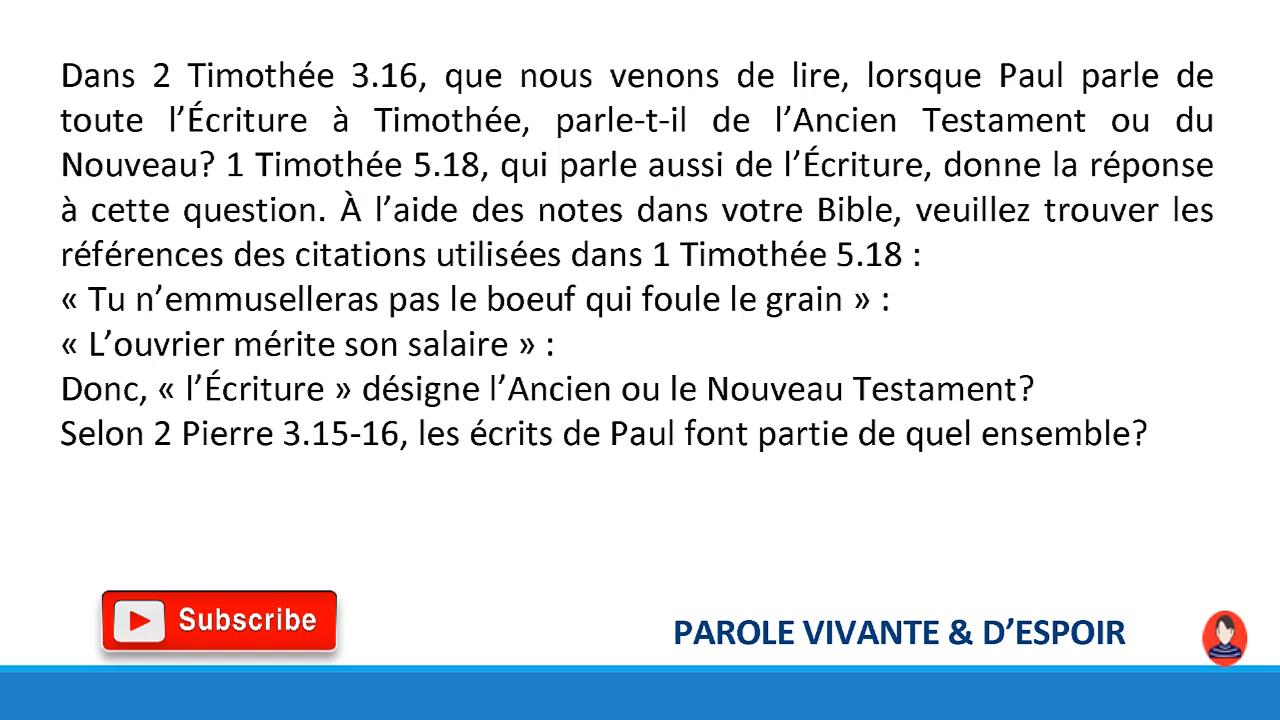 Dans 2 Timothée 3.16, que nous venons de lire, lorsque Paul parle de
toute l’Écriture à Timothée, parle-t-il de l’Ancien Testament ou du
Nouveau? 1 Timothée 5.18, qui parle aussi de l’Écriture, donne la réponse
à cette question. À l’aide des notes dans votre Bible, veuillez trouver les
références des citations utilisées dans 1 Timothée 5.18 :
« Tu n’emmuselleras pas le boeuf qui foule le grain » :
« L’ouvrier mérite son salaire » :
Donc, « l’Écriture » désigne l’Ancien ou le Nouveau Testament?
Selon 2 Pierre 3.15-16, les écrits de Paul font partie de quel ensemble?
Subscribe
PAROLE VIVANTE & D’ESPOIR